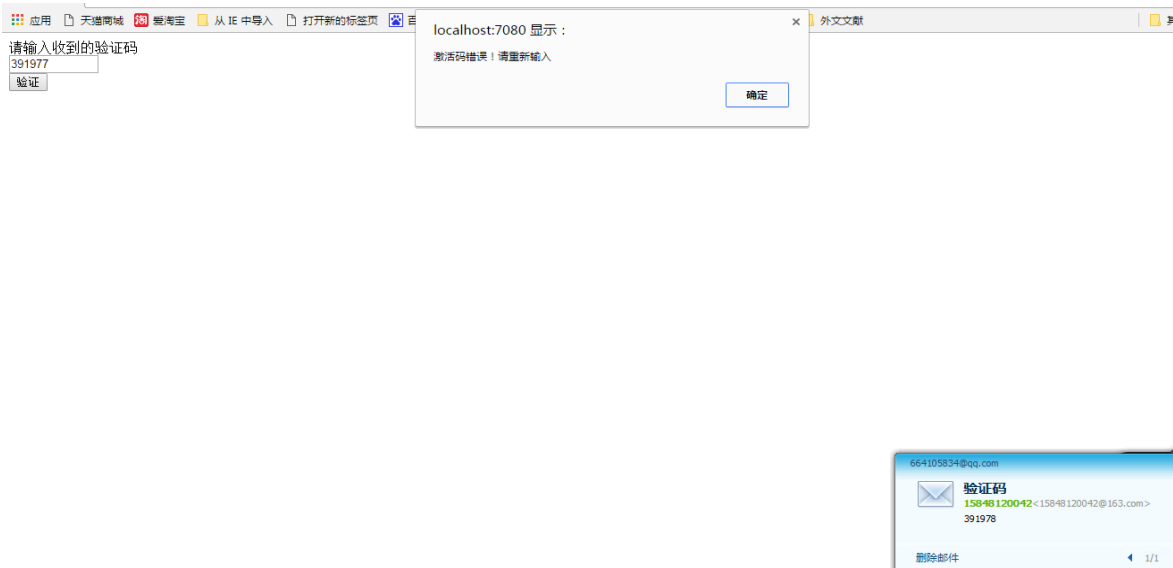 应用 天猫商城 淘 爱淘宝 从 IE 中导入 打开新的标签页 外文文献
请输入收到的验证码
391977
验证
localhost:7080 显示：
×
激活码错误！请重新输入
确定
664105834@qq.com
验证码
15848120042<15848120042@163.com>
391978
删除邮件 1/1